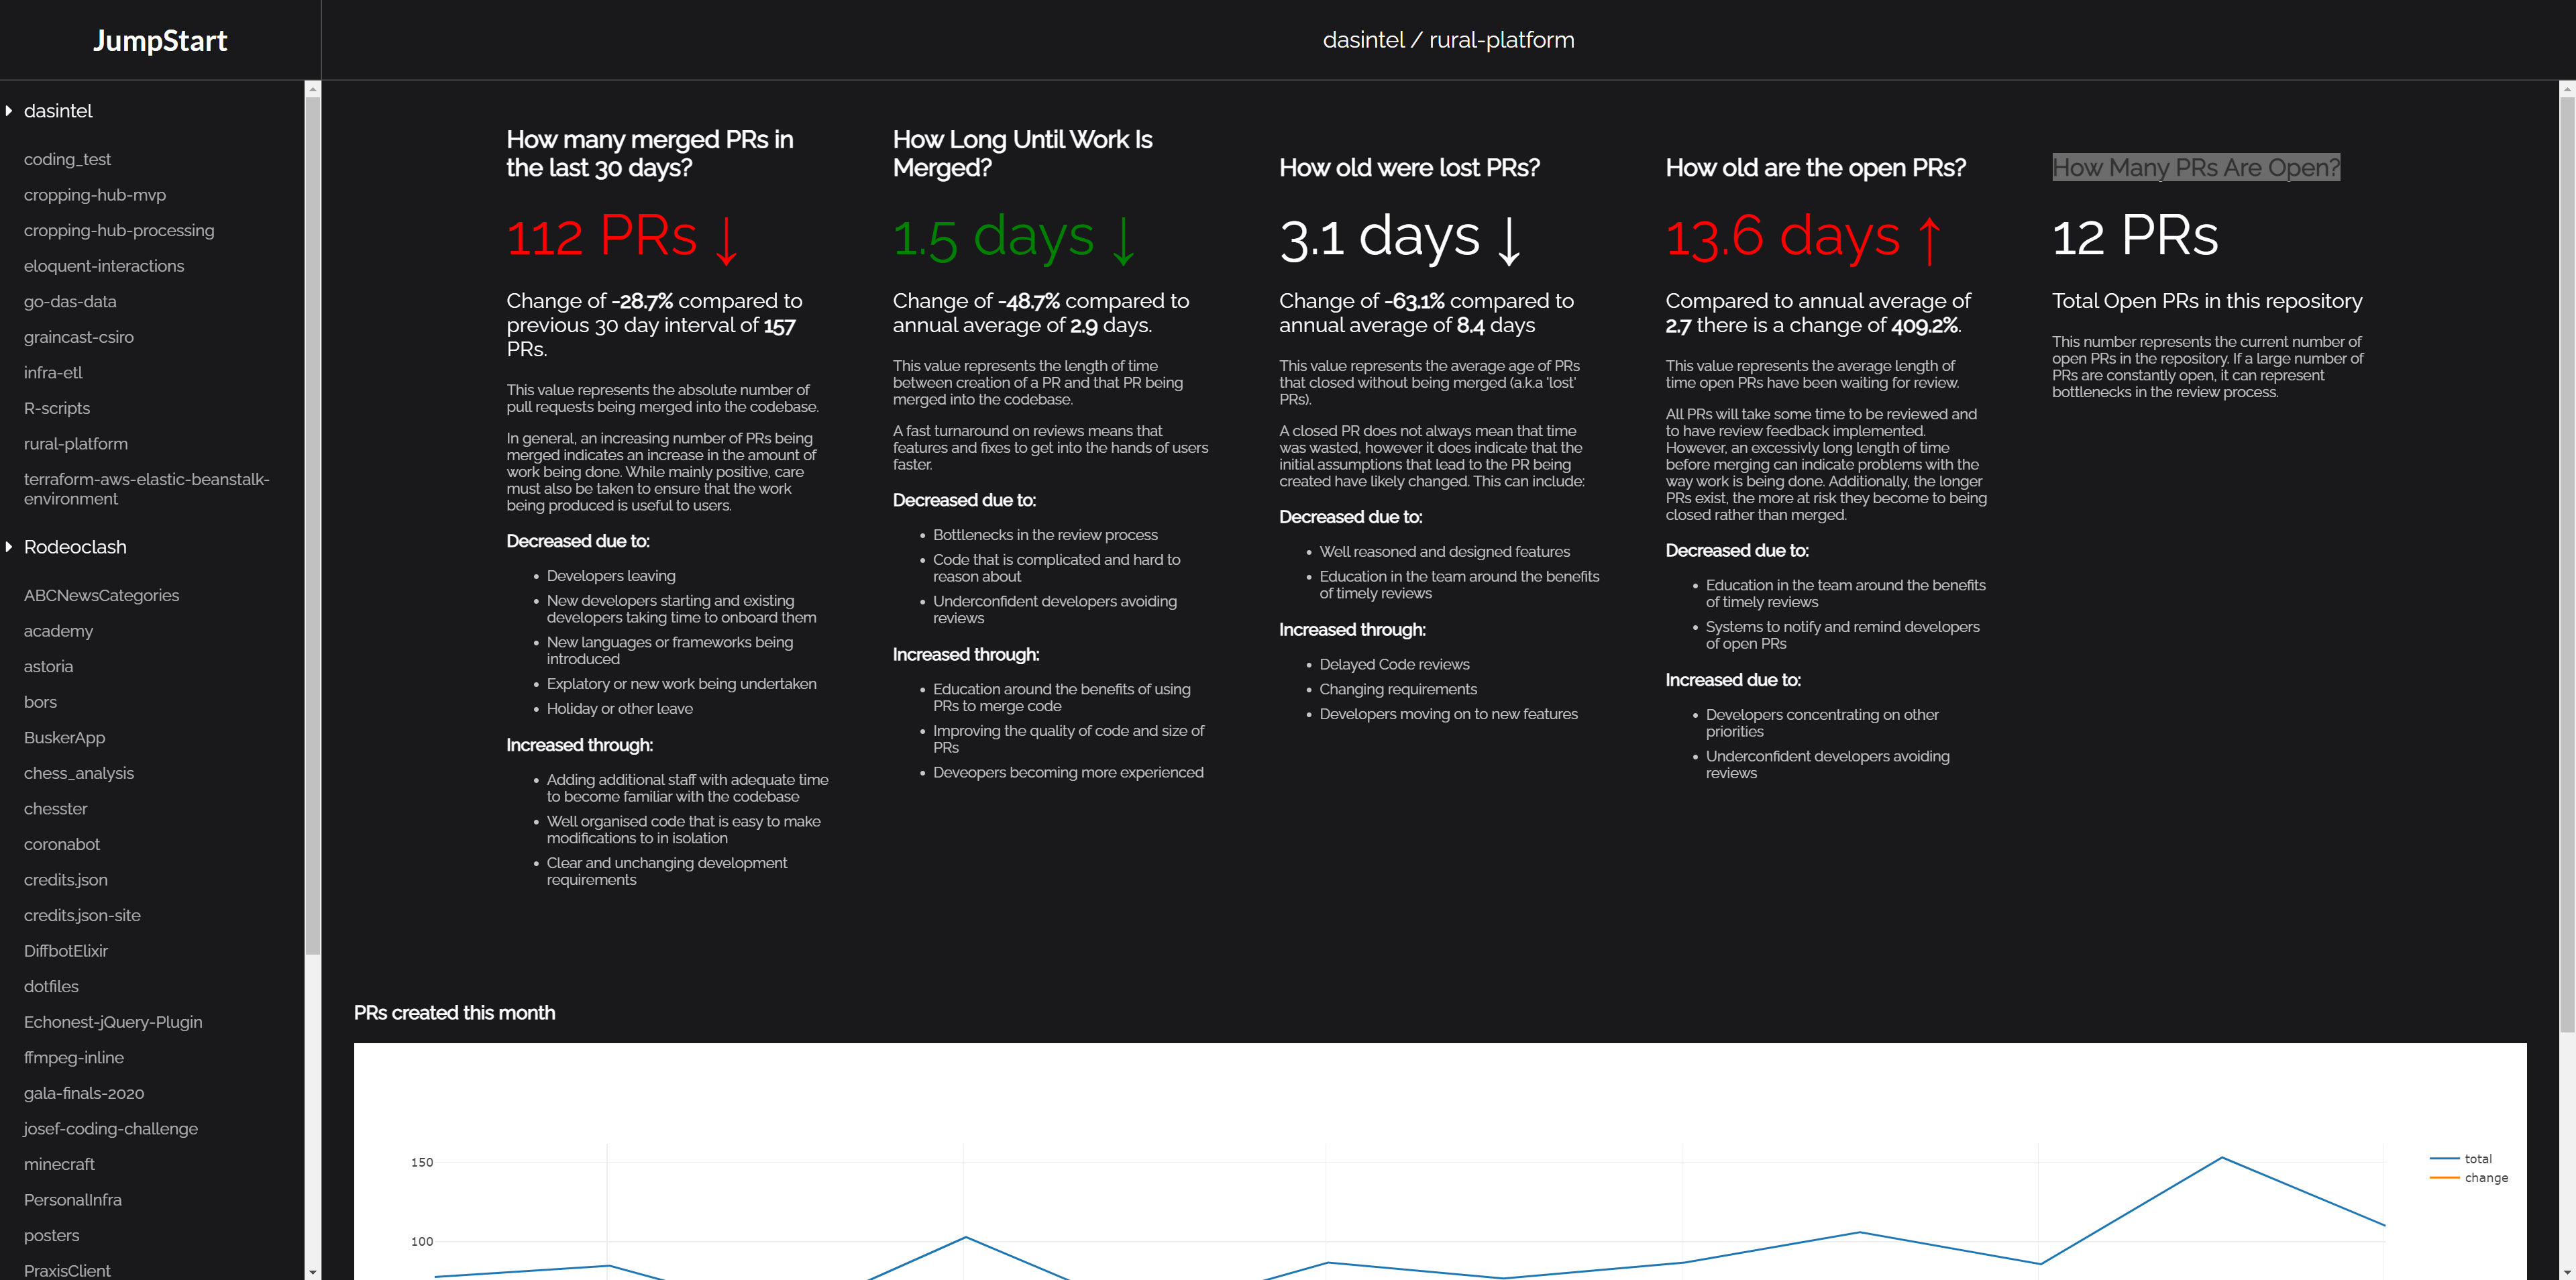 JumpStart
dasintel / rural-platform
dasintel
coding_test
cropping-hub-mvp
cropping-hub-processing
eloquent-interactions
go-das-data
graincast-csiro
infra-etl
R-scripts
rural-platform
terraform-aws-elastic-beanstalk-
environment
Rodeoclash
ABCNewsCategories
academy
astoria
bors
BuskerApp
chess_analysis
chesster
coronabot
credits.json
credits.json-site
DiffbotElixir
dotfiles
Echonest-jQuery-Plugin
ffmpeg-inline
gala-finals-2020
josef-coding-challenge
minecraft
PersonalInfra
posters
PraxisClient
How many merged PRs in
the last 30 days?
112 PRs ↓
Change of -28.7% compared to
previous 30 day interval of 157
PRs.
This value represents the absolute number of
pull requests being merged into the codebase.
In general, an increasing number of PRs being
merged indicates an increase in the amount of
work being done. While mainly positive, care
must also be taken to ensure that the work
being produced is useful to users.
Decreased due to:
• Developers leaving
• New developers starting and existing
developers taking time to onboard them
• New languages or frameworks being
introduced
• Explatory or new work being undertaken
• Holiday or other leave
Increased through:
• Adding additional staff with adequate time
to become familiar with the codebase
• Well organised code that is easy to make
modifications to in isolation
• Clear and unchanging development
requirements
How Long Until Work Is
Merged?
1.5 days ↓
Change of -48.7% compared to
annual average of 2.9 days.
This value represents the length of time
between creation of a PR and that PR being
merged into the codebase.
A fast turnaround on reviews means that
features and fixes to get into the hands of users
faster.
Decreased due to:
• Bottlenecks in the review process
• Code that is complicated and hard to
reason about
• Underconfident developers avoiding
reviews
Increased through:
• Education around the benefits of using
PRs to merge code
• Improving the quality of code and size of
PRs
• Deveopers becoming more experienced
How old were lost PRs?
3.1 days ↓
Change of -63.1% compared to
annual average of 8.4 days
This value represents the average age of PRs
that closed without being merged (a.k.a 'lost'
PRs).
A closed PR does not always mean that time
was wasted, however it does indicate that the
initial assumptions that lead to the PR being
created have likely changed. This can include:
Decreased due to:
• Well reasoned and designed features
• Education in the team around the benefits
of timely reviews
Increased through:
• Delayed Code reviews
• Changing requirements
• Developers moving on to new features
How old are the open PRs?
13.6 days ↑
Compared to annual average of
2.7 there is a change of 409.2%.
This value represents the average length of
time open PRs have been waiting for review.
All PRs will take some time to be reviewed and
to have review feedback implemented.
However, an excessivly long length of time
before merging can indicate problems with the
way work is being done. Additionally, the longer
PRs exist, the more at risk they become to being
closed rather than merged.
Decreased due to:
• Education in the team around the benefits
of timely reviews
• Systems to notify and remind developers
of open PRs
Increased due to:
• Developers concentrating on other
priorities
• Underconfident developers avoiding
reviews
How Many PRs Are Open?
12 PRs
Total Open PRs in this repository
This number represents the current number of
open PRs in the repository. If a large number of
PRs are constantly open, it can represent
bottlenecks in the review process.
PRs created this month
150
100
total
change